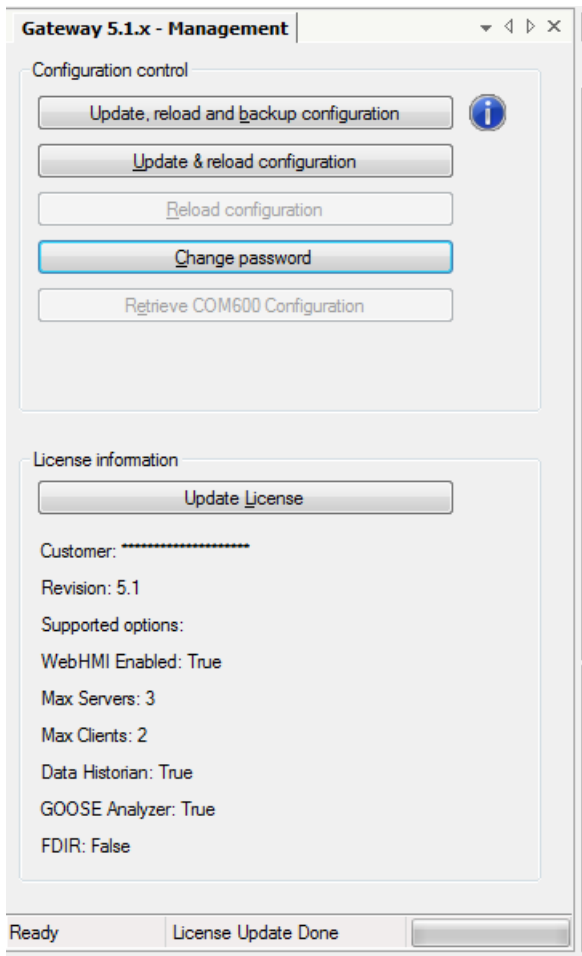 Gateway 5.1.x - Management
Configuration control
Update, reload and backup configuration
Update & reload configuration
Reload configuration
Change password
Retrieve COM600 Configuration
License information
Update License
Customer: ********************
Revision: 5.1
Supported options:
WebHMI Enabled: True
Max Servers: 3
Max Clients: 2
Data Historian: True
GOOSE Analyzer: True
FDIR: False
Ready License Update Done